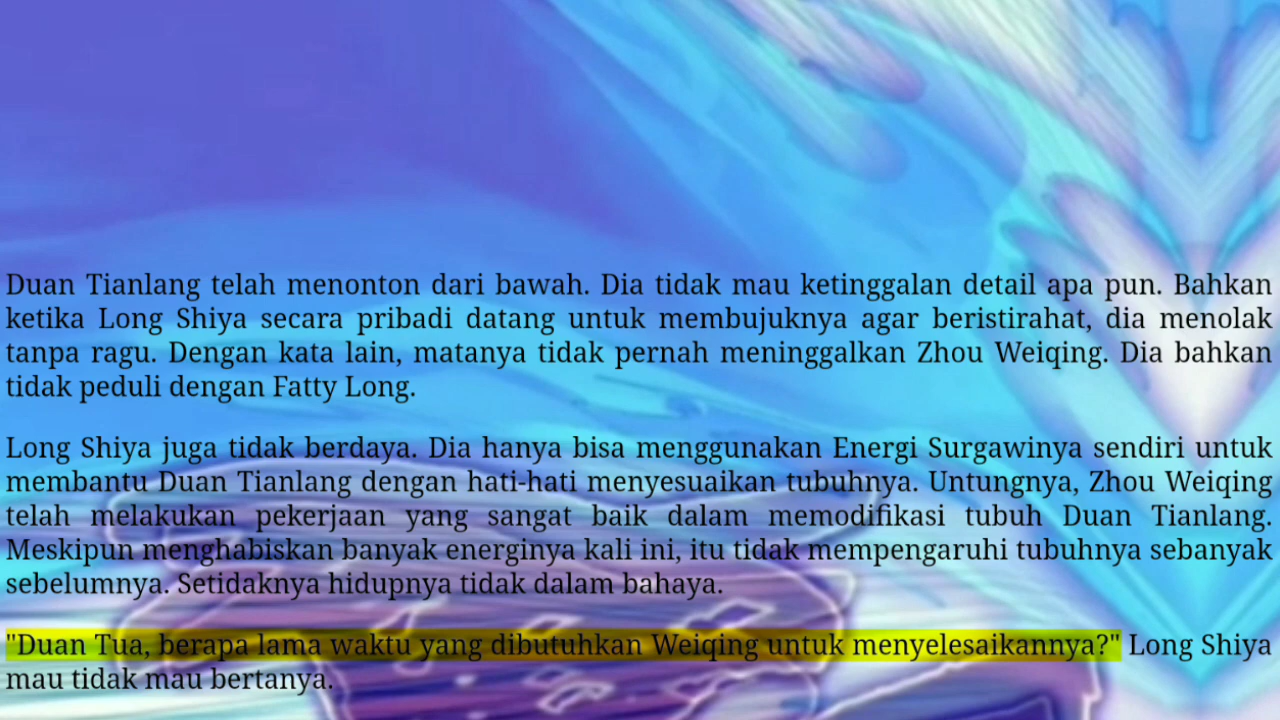 Duan Tianlang telah menonton dari bawah. Dia tidak mau ketinggalan detail apa pun. Bahkan
ketika Long Shiya secara pribadi datang untuk membujuknya agar beristirahat, dia menolak
tanpa ragu. Dengan kata lain, matanya tidak pernah meninggalkan Zhou Weiqing. Dia bahkan
tidak peduli dengan Fatty Long.
Long Shiya juga tidak berdaya. Dia hanya bisa menggunakan Energi Surgawinya sendiri untuk
membantu Duan Tianlang dengan hati-hati menyesuaikan tubuhnya. Untungnya, Zhou Weiqing
telah melakukan pekerjaan yang sangat baik dalam memodifikasi tubuh Duan Tianlang.
Meskipun menghabiskan banyak energinya kali ini, itu tidak mempengaruhi tubuhnya sebanyak
sebelumnya. Setidaknya hidupnya tidak dalam bahaya.
"Duan Tua, berapa lama waktu yang dibutuhkan Weiqing untuk menyelesaikannya?" Long Shiya
mau tidak mau bertanya.